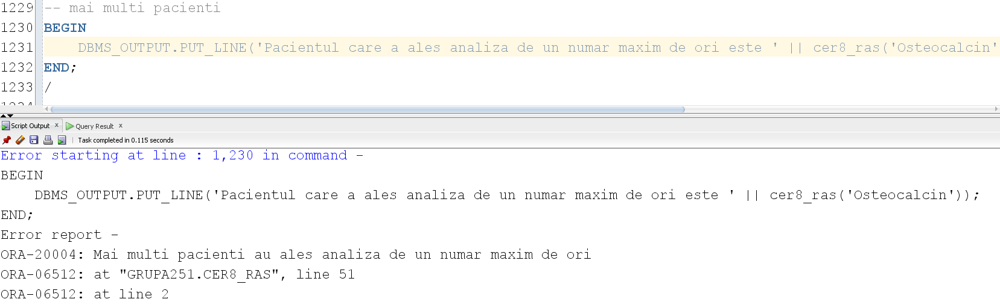 1229 -- mai multi pacienti
1230 BEGIN
1231     DBMS_OUTPUT.PUT_LINE('Pacientul care a ales analiza de un numar maxim de ori este ' || cer8_ras('Osteocalcin'
1232 END;
1233 /
1234
Script Output x Query Result x
Task completed in 0.115 seconds
Error starting at line : 1,230 in command -
BEGIN
    DBMS_OUTPUT.PUT_LINE('Pacientul care a ales analiza de un numar maxim de ori este ' || cer8_ras('Osteocalcin'));
END;
Error report -
ORA-20004: Mai multi pacienti au ales analiza de un numar maxim de ori
ORA-06512: at "GRUPA251.CER8_RAS", line 51
ORA-06512: at line 2